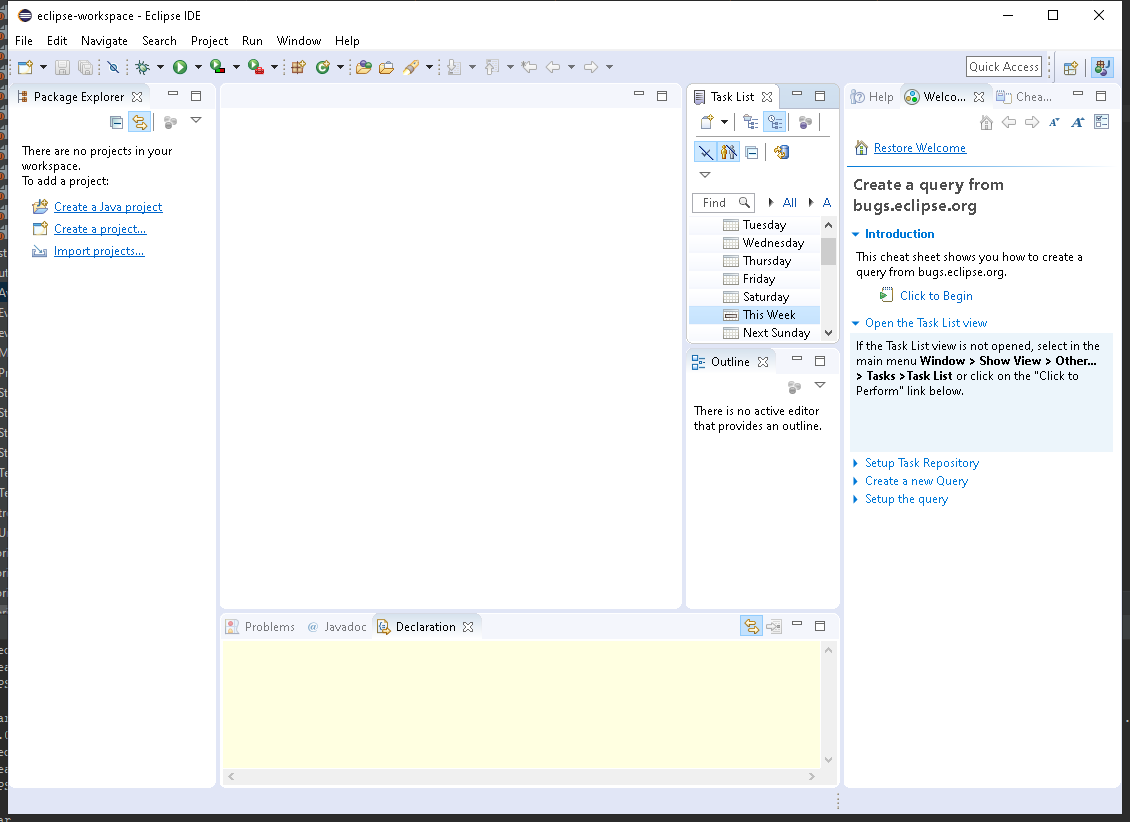 eclipse-workspace - Eclipse IDE
File Edit Navigate Search Project Run Window Help
Quick Access
Package Explorer
There are no projects in your
workspace.
To add a project:
Create a Java project
Create a project...
Import projects...
Task List
Find
All
A
Tuesday
Wednesday
Thursday
Friday
Saturday
This Week
Next Sunday
Outline
There is no active editor
that provides an outline.
Help Welco... Chea...
Restore Welcome
Create a query from
bugs.eclipse.org
Introduction
This cheat sheet shows you how to create a
query from bugs.eclipse.org.
Click to Begin
Open the Task List view
If the Task List view is not opened, select in the
main menu Window > Show View > Other...
> Tasks >Task List or click on the "Click to
Perform" link below.
Setup Task Repository
Create a new Query
Setup the query
Problems @ Javadoc Declaration